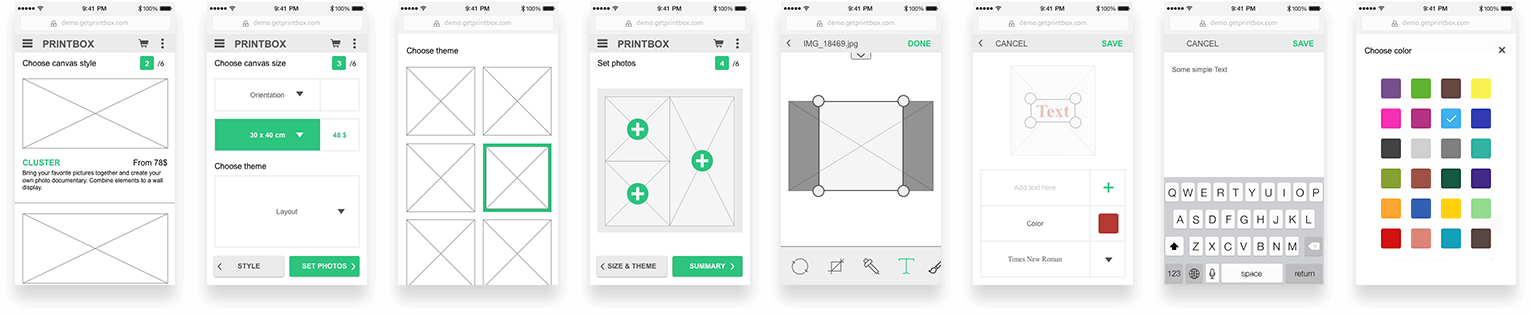 9:41 PM
100%
demo.getprintbox.com
PRINTBOX
Choose canvas style
2 /6
CLUSTER
From 78$
Bring your favorite pictures together and create your
own photo documentary. Combine elements to a wall
display.
9:41 PM
100%
demo.getprintbox.com
PRINTBOX
Choose canvas size
3 /6
Orientation
30 x 40 cm
48 $
Choose theme
Layout
STYLE
SET PHOTOS
9:41 PM
100%
demo.getprintbox.com
Choose theme
9:41 PM
100%
demo.getprintbox.com
PRINTBOX
Set photos
4 /6
SIZE & THEME
SUMMARY
9:41 PM
100%
demo.getprintbox.com
IMG_18469.jpg
DONE
T
9:41 PM
100%
demo.getprintbox.com
CANCEL
SAVE
Text
Add text here
Color
Times New Roman
9:41 PM
100%
demo.getprintbox.com
CANCEL
SAVE
Some simple Text
Q W E R T Y U I O P
A S D F G H J K L
Z X C V B N M
123
space
return
9:41 PM
100%
demo.getprintbox.com
Choose color